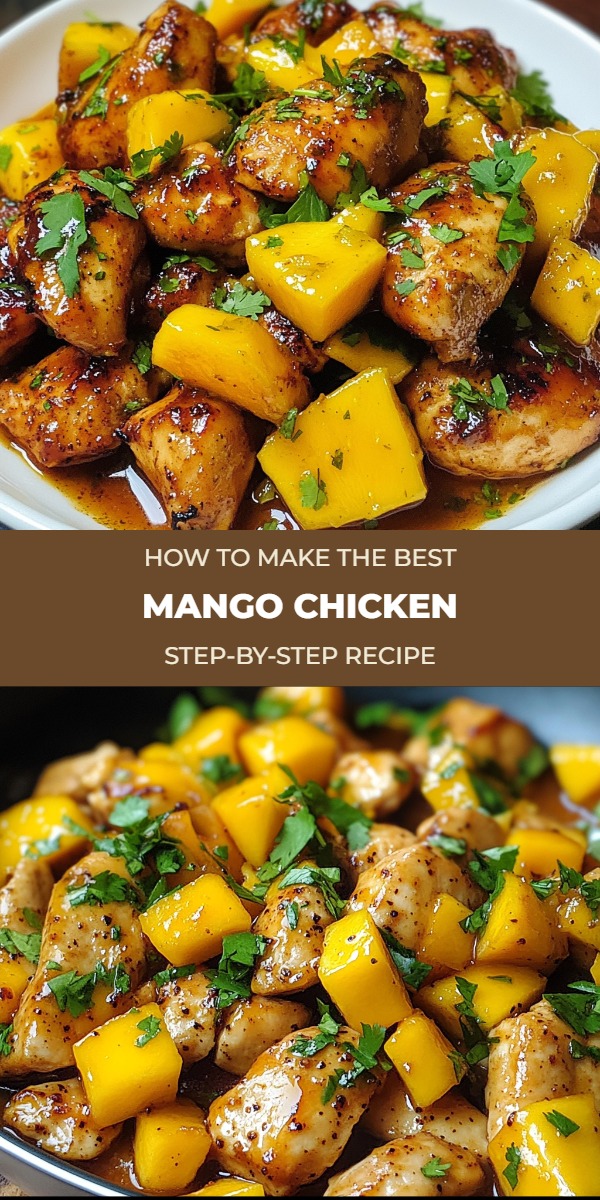 HOW TO MAKE THE BEST
MANGO CHICKEN
STEP-BY-STEP RECIPE